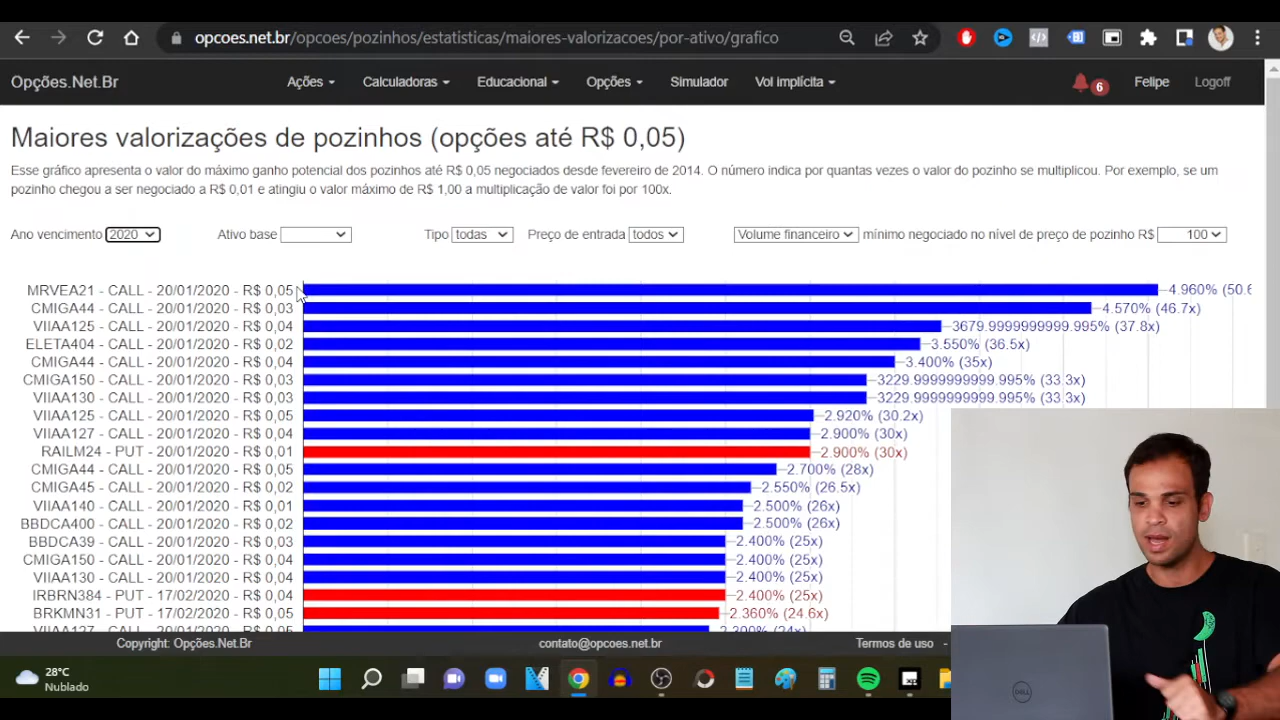 opcoes.net.br/opcoes/pozinhos/estatisticas/maiores-valorizacoes/por-ativo/grafico
Opções.Net.Br Ações Calculadoras Educacional Opções Simulador Vol implícita 6 Felipe Logoff
Maiores valorizações de pozinhos (opções até R$ 0,05)
Esse gráfico apresenta o valor do máximo ganho potencial dos pozinhos até R$ 0,05 negociados desde fevereiro de 2014. O número indica por quantas vezes o valor do pozinho se multiplicou. Por exemplo, se um
pozinho chegou a ser negociado a R$ 0,01 e atingiu o valor máximo de R$ 1,00 a multiplicação de valor foi por 100x.
Ano vencimento 2020 Ativo base Tipo todas Preço de entrada todos Volume financeiro mínimo negociado no nível de preço de pozinho R$ 100
MRVEA21 - CALL - 20/01/2020 - R$ 0,05 4.960% (50.6
CMIGA44 - CALL - 20/01/2020 - R$ 0,03 4.570% (46.7x)
VIIAA125 - CALL - 20/01/2020 - R$ 0,04 3679.9999999999.995% (37.8x)
ELETA404 - CALL - 20/01/2020 - R$ 0,02 3.550% (36.5x)
CMIGA44 - CALL - 20/01/2020 - R$ 0,04 3.400% (35x)
CMIGA150 - CALL - 20/01/2020 - R$ 0,03 3229.9999999999.995% (33.3x)
VIIAA130 - CALL - 20/01/2020 - R$ 0,03 3229.9999999999.995% (33.3x)
VIIAA125 - CALL - 20/01/2020 - R$ 0,05 2.920% (30.2x)
VIIAA127 - CALL - 20/01/2020 - R$ 0,04 2.900% (30x)
RAILM24 - PUT - 20/01/2020 - R$ 0,01 2.900% (30x)
CMIGA44 - CALL - 20/01/2020 - R$ 0,05 2.700% (28x)
CMIGA45 - CALL - 20/01/2020 - R$ 0,02 2.550% (26.5x)
VIIAA140 - CALL - 20/01/2020 - R$ 0,01 2.500% (26x)
BBDCA400 - CALL - 20/01/2020 - R$ 0,02 2.500% (26x)
BBDCA39 - CALL - 20/01/2020 - R$ 0,03 2.400% (25x)
CMIGA150 - CALL - 20/01/2020 - R$ 0,04 2.400% (25x)
VIIAA130 - CALL - 20/01/2020 - R$ 0,04 2.400% (25x)
IRBRN384 - PUT - 17/02/2020 - R$ 0,04 2.400% (25x)
BRKMN31 - PUT - 17/02/2020 - R$ 0,05 2.360% (24.6x)
VIIAA127 - CALL - 20/01/2020 - R$ 0,05 2.300% (24x)
Copyright: Opções.Net.Br contato@opcoes.net.br Termos de uso -
28°C
Nublado
DELL